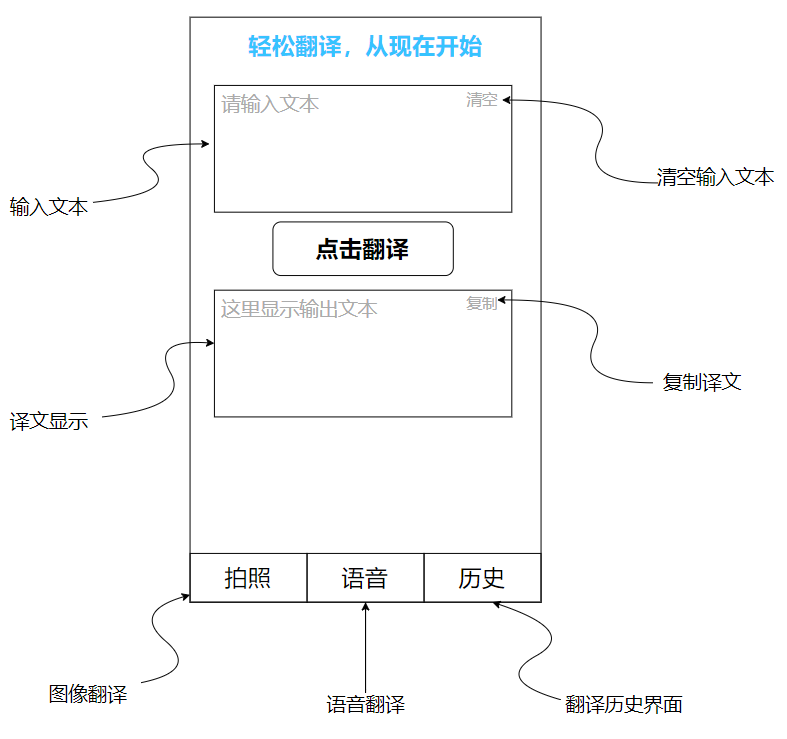 轻松翻译，从现在开始
请输入文本
清空
清空输入文本
输入文本
点击翻译
这里显示输出文本
复制
复制译文
译文显示
拍照
语音
历史
图像翻译
语音翻译
翻译历史界面